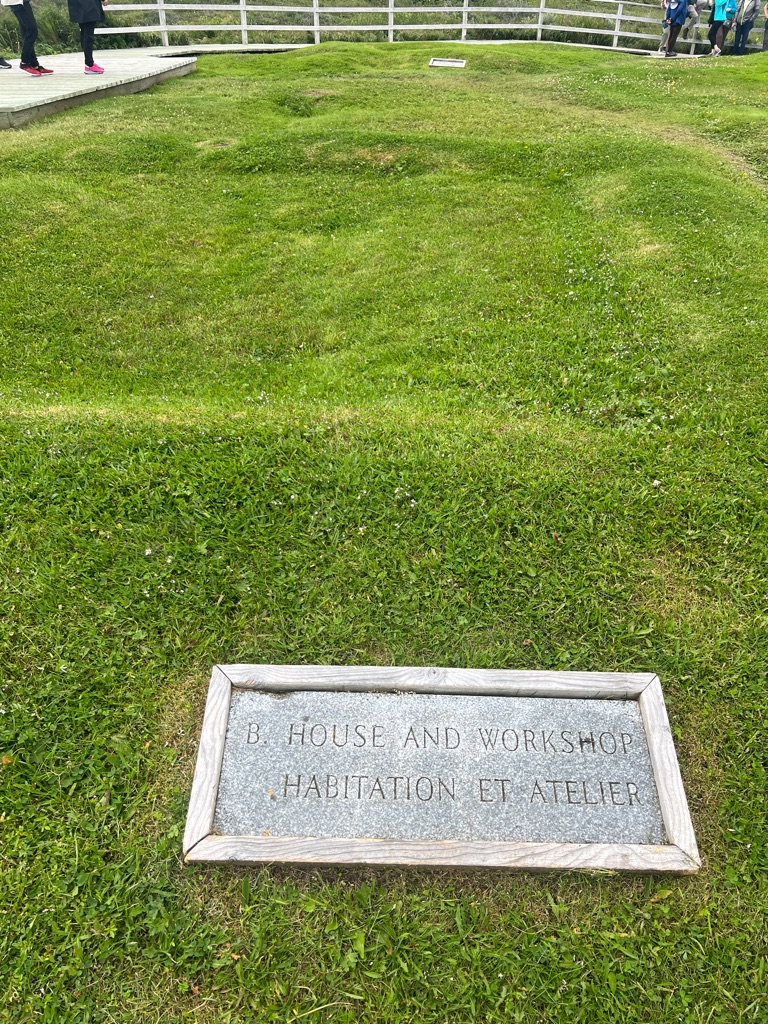 B. HOUSE AND WORKSHOP
HABITATION ET ATELIER